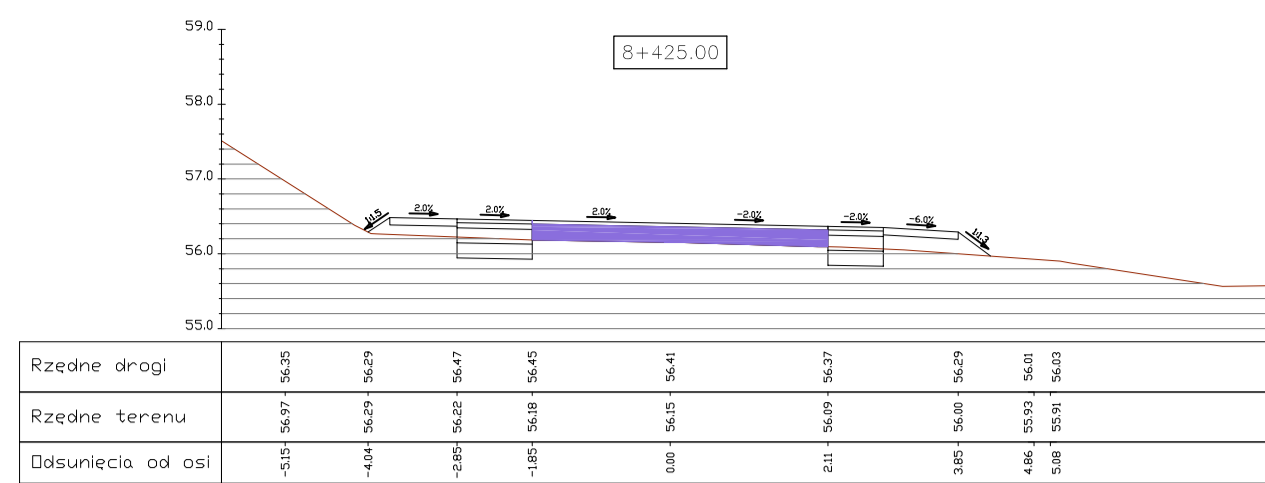 59.0
8+425.00
58.0
57.0
1:1.5 2.0% 2.0% 2.0% -2.0% -2.0% -6.0% 1:1.3
56.0
55.0
Rzędne drogi 56.35 56.29 56.47 56.45 56.41 56.37 56.29 56.01 56.03
Rzędne terenu 56.97 56.29 56.22 56.18 56.15 56.09 56.00 55.93 55.91
Odsunięcia od osi -5.15 -4.04 -2.85 -1.85 0.00 2.11 3.85 4.86 5.08